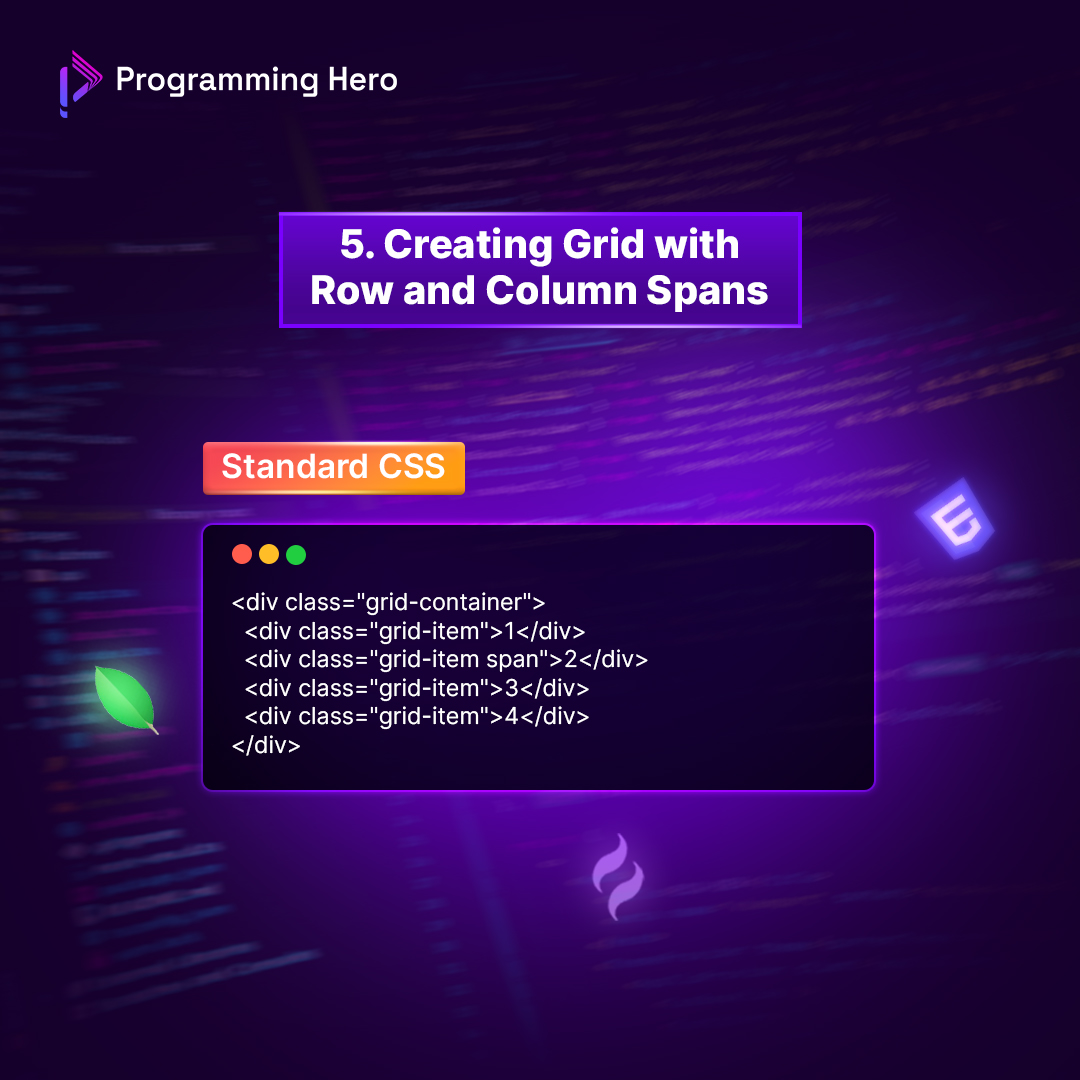 Programming Hero
5. Creating Grid with
Row and Column Spans
Standard CSS
<div class="grid-container">
  <div class="grid-item">1</div>
  <div class="grid-item span">2</div>
  <div class="grid-item">3</div>
  <div class="grid-item">4</div>
</div>